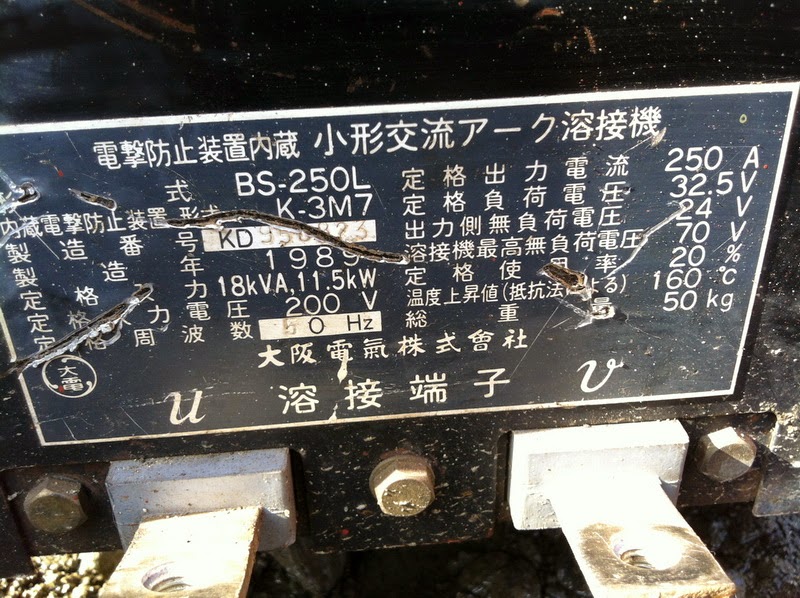 電撃防止装置内蔵 小形交流アーク溶接機
式 BS-250L 定格出力電流 250 A
内蔵電撃防止装置形式 K-3M7 定格負荷電圧 32.5V
製造番号 KD 出力側無負荷電圧 24 V
製造年 1989 溶接機最高無負荷電圧 70 V
定格入力 18kVA,11.5kW 定格使用率 20 %
定格電圧 200 V 温度上昇値(抵抗法による) 160 ℃
定格周波数 0 Hz 総重量 50 kg
大阪電氣株式會社
大電
u 溶接端子 v